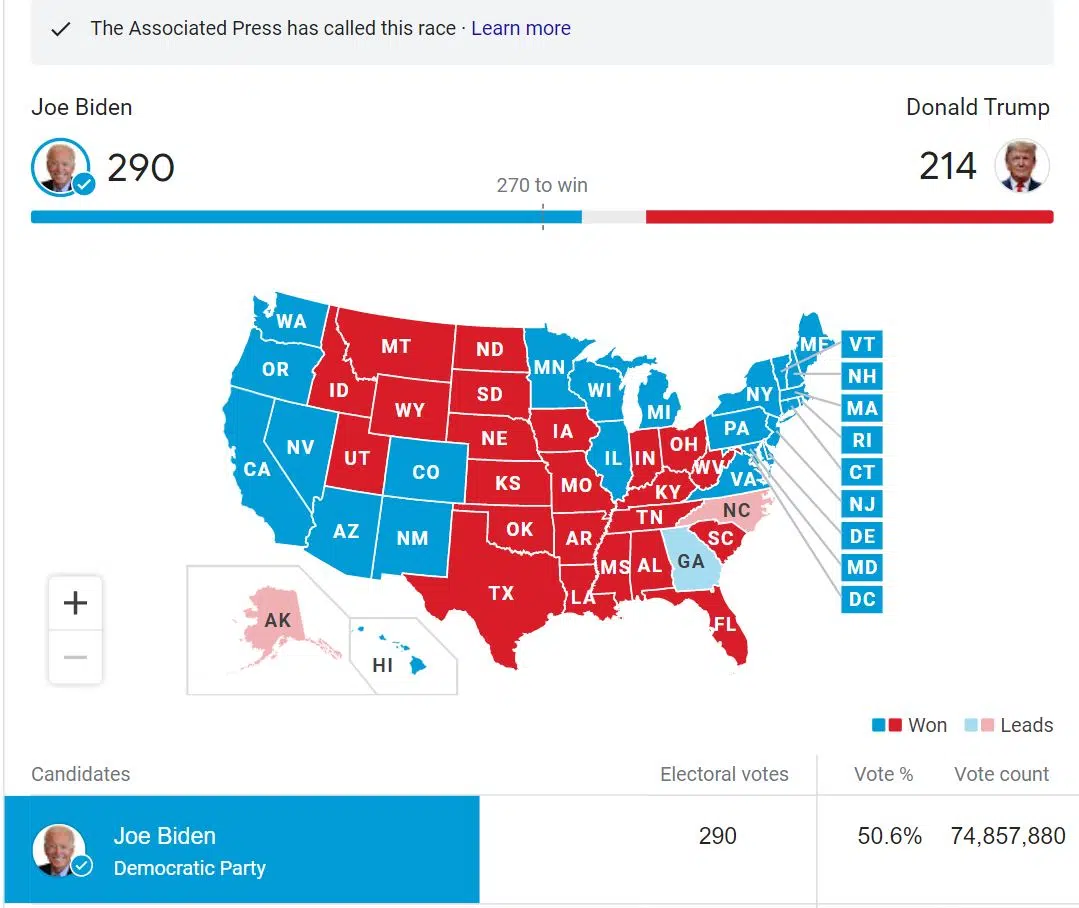 The Associated Press has called this race · Learn more
Joe Biden
Donald Trump
290
214
270 to win
WA
MT
ND
MN
ME
VT
OR
ID
SD
WI
NH
WY
MI
NY
MA
NV
UT
CO
NE
IA
IL
IN
OH
PA
RI
CA
KS
MO
WV
VA
KY
CT
AZ
NM
OK
AR
TN
NC
SC
NJ
TX
LA
MS
AL
GA
DE
MD
DC
FL
AK
HI
+
−
Won
Leads
Candidates
Electoral votes
Vote %
Vote count
Joe Biden
Democratic Party
290
50.6%
74,857,880